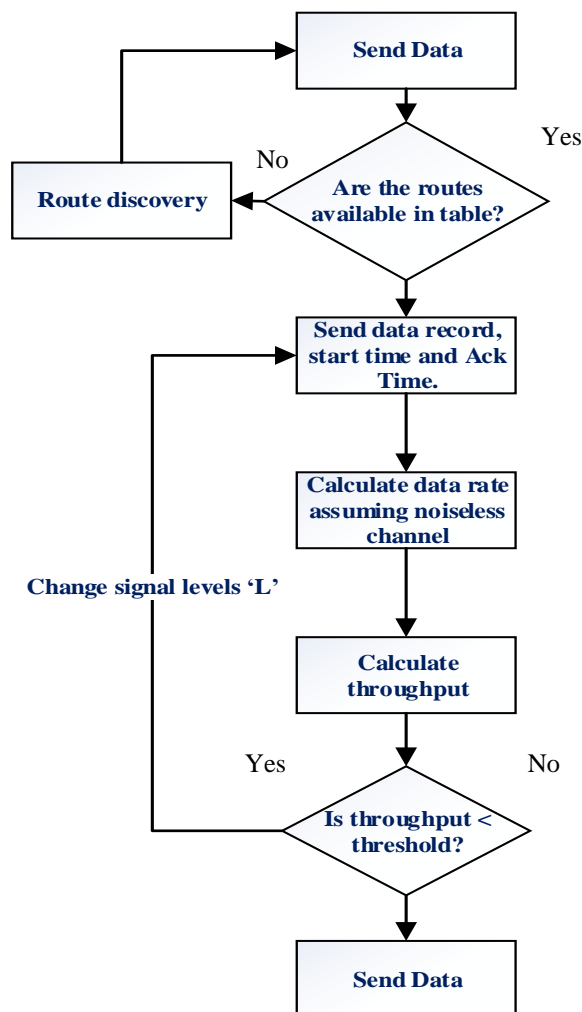 Send Data
Yes
No
Route discovery
Are the routes
available in table?
Send data record,
start time and Ack
Time.
Calculate data rate
assuming noiseless
channel
Change signal levels ‘L’
Calculate
throughput
Yes
No
Is throughput <
threshold?
Send Data